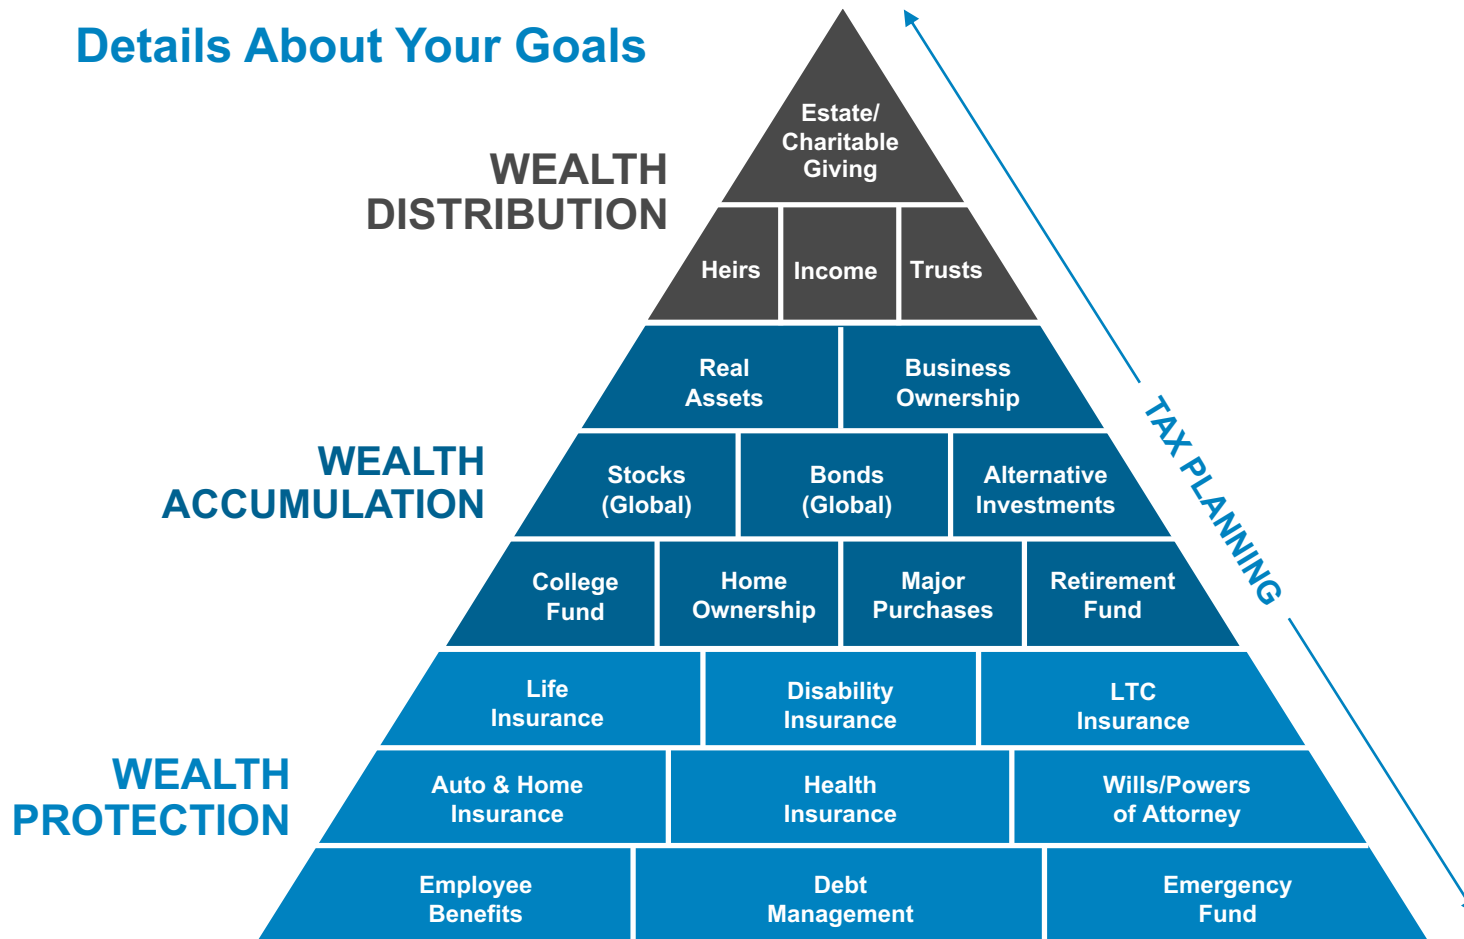 Details About Your Goals
WEALTH
DISTRIBUTION
Estate/
Charitable
Giving
Heirs
Income
Trusts
WEALTH
ACCUMULATION
Real
Assets
Business
Ownership
Stocks
(Global)
Bonds
(Global)
Alternative
Investments
College
Fund
Home
Ownership
Major
Purchases
Retirement
Fund
WEALTH
PROTECTION
Life
Insurance
Disability
Insurance
LTC
Insurance
Auto & Home
Insurance
Health
Insurance
Wills/Powers
of Attorney
Employee
Benefits
Debt
Management
Emergency
Fund
TAX PLANNING